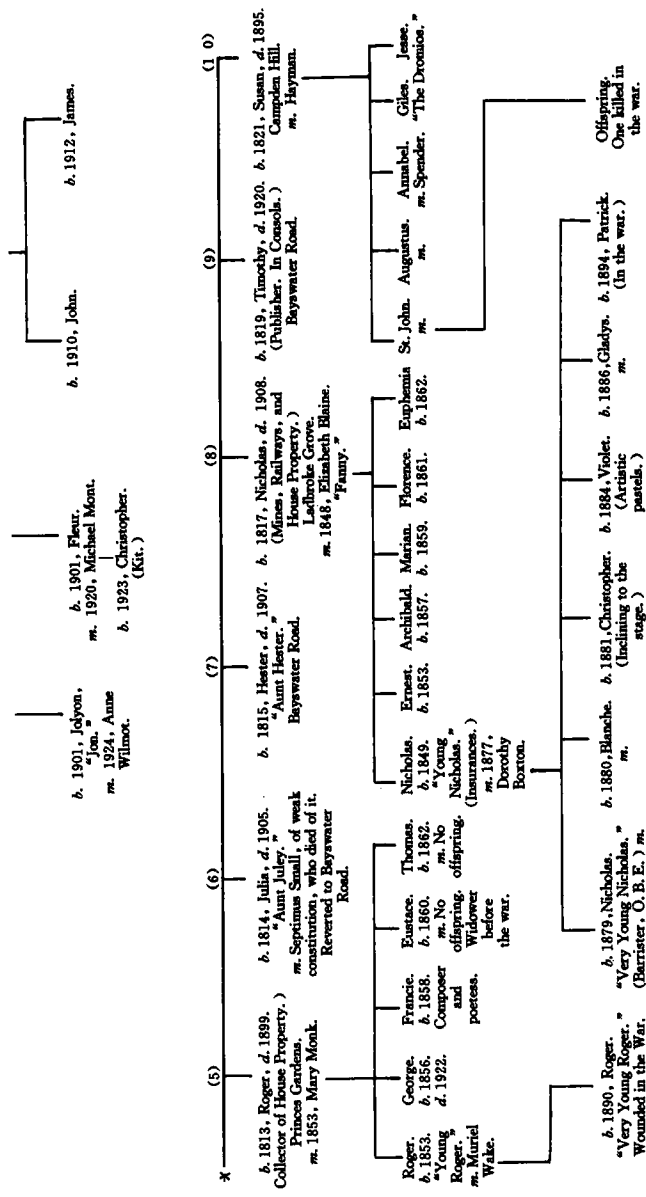 b. 1901, Jolyon,
"Jon."
m. 1924, Anne
Wilmot.
b. 1901, Fleur.
m. 1920, Michael Mont.
b. 1923, Christopher.
(Kit.)
b. 1910, John.
b. 1912, James.
(5)
(6)
(7)
(8)
(9)
(1 0)
b. 1813, Roger, d. 1899.
Collector of House Property.)
Princes Gardens.
m. 1853, Mary Monk.
b. 1814, Julia, d. 1905.
"Aunt Juley."
m. Septimus Small, of weak
constitution, who died of it.
Reverted to Bayswater
Road.
b. 1815, Hester, d. 1907.
"Aunt Hester."
Bayswater Road.
b. 1817, Nicholas, d. 1908.
(Mines, Railways, and
House Property.)
Ladbroke Grove.
m. 1848, Elizabeth Blaine.
"Fanny."
b. 1819, Timothy, d. 1920.
(Publisher. In Consols.)
Bayswater Road.
b. 1821, Susan, d. 1895.
Campden Hill.
m. Hayman.
Roger.
b. 1853.
"Young
Roger."
m. Muriel
Wake.
George.
b. 1856.
d. 1922.
Francie.
b. 1858.
Composer
and
poetess.
Eustace.
b. 1860.
m. No
offspring.
Widower
before
the war.
Thomas.
b. 1862.
m. No
offspring.
Nicholas.
b. 1849.
"Young
Nicholas."
(Insurances.)
m. 1877,
Dorothy
Boxton.
Ernest.
b. 1853.
Archibald.
b. 1857.
Marian.
b. 1859.
Florence.
b. 1861.
Euphemia
b. 1862.
St. John.
m.
Augustus.
m.
Annabel.
m. Spender.
Giles. Jesse.
"The Dromios."
b. 1890, Roger.
"Very Young Roger."
Wounded in the War.
b. 1879, Nicholas.
"Very Young Nicholas."
(Barrister, O.B.E.) m.
b. 1880, Blanche.
m.
b. 1881, Christopher.
(Inclining to the
stage.)
b. 1884, Violet.
(Artistic
pastels.)
b. 1886, Gladys.
m.
b. 1894, Patrick.
(In the war.)
Offspring.
One killed in
the war.